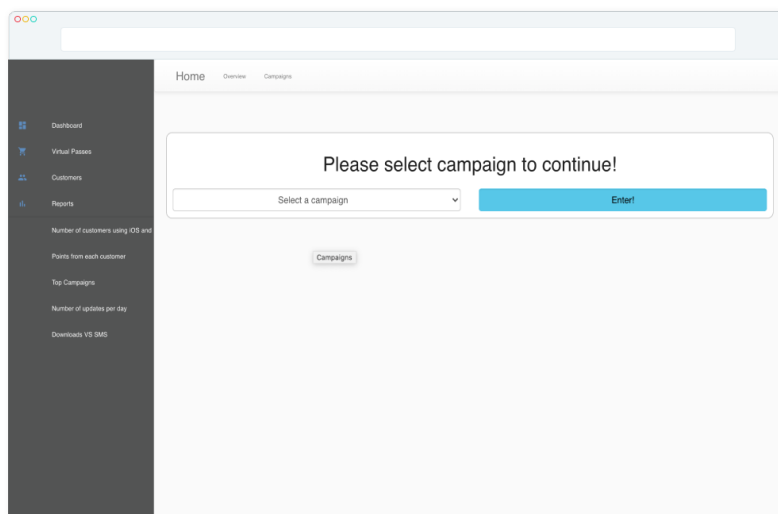 Home Overview Campaigns
Dashboard
Virtual Passes
Customers
Reports
Number of customers using iOS and
Points from each customer
Top Campaigns
Number of updates per day
Downloads VS SMS
Please select campaign to continue!
Select a campaign Enter!
Campaigns